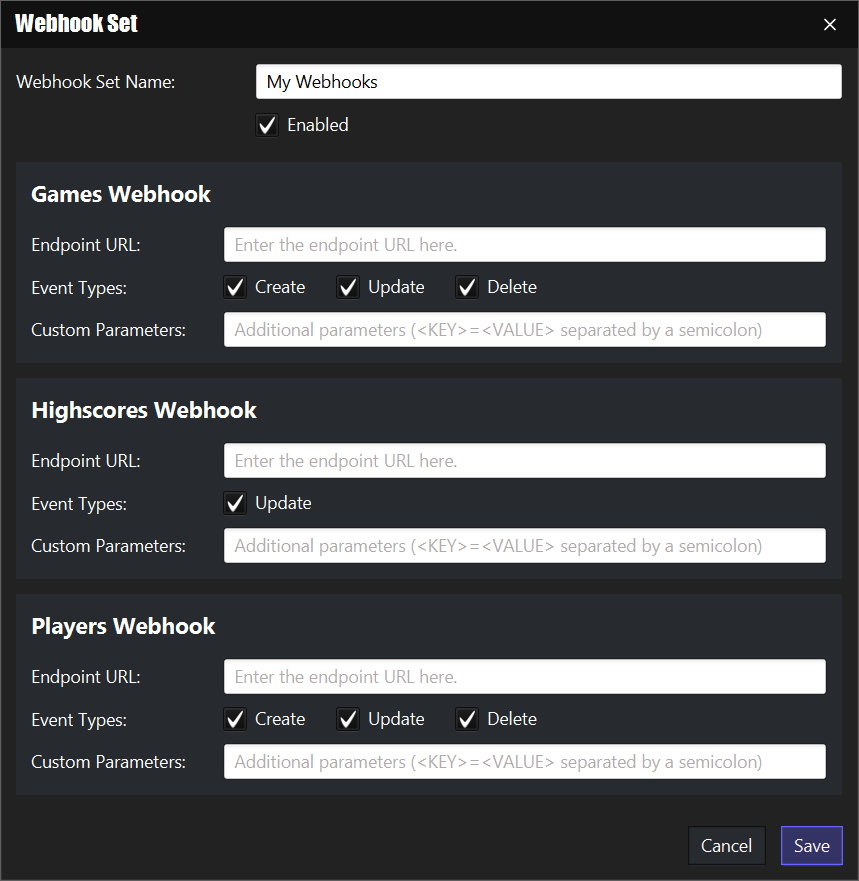 Webhook Set
Webhook Set Name: My Webhooks
Enabled
Games Webhook
Endpoint URL: Enter the endpoint URL here.
Event Types: Create Update Delete
Custom Parameters: Additional parameters (<KEY>=<VALUE> separated by a semicolon)
Highscores Webhook
Endpoint URL: Enter the endpoint URL here.
Event Types: Update
Custom Parameters: Additional parameters (<KEY>=<VALUE> separated by a semicolon)
Players Webhook
Endpoint URL: Enter the endpoint URL here.
Event Types: Create Update Delete
Custom Parameters: Additional parameters (<KEY>=<VALUE> separated by a semicolon)
Cancel Save